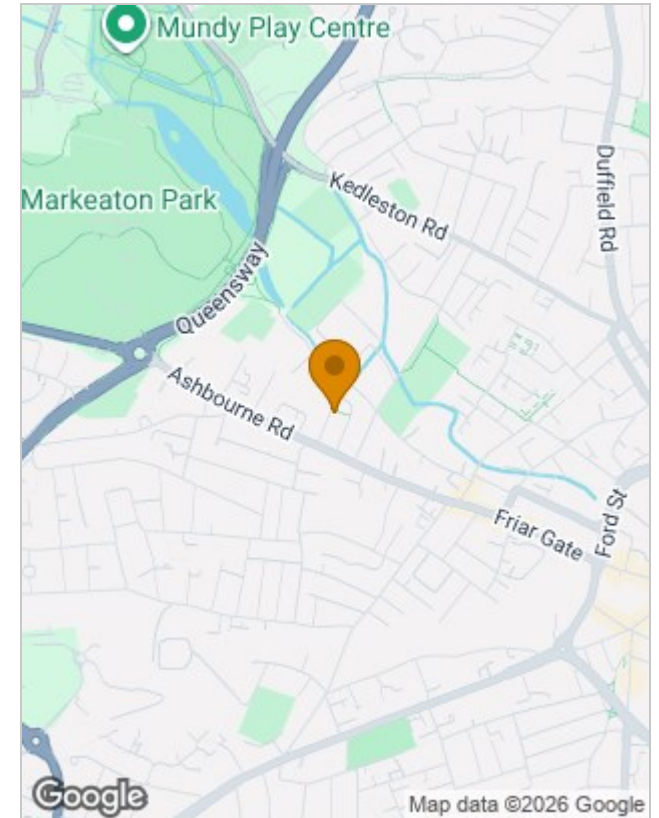 Mundy Play Centre
Markeaton Park
Kedleston Rd
Duffield Rd
Queensway
Ashbourne Rd
Friar Gate
Ford St
Google
Map data ©2026 Google